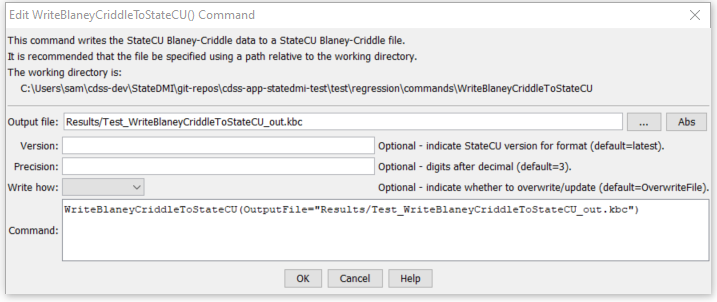 Edit WriteBlaneyCriddleToStateCU() Command
This command writes the StateCU Blaney-Criddle data to a StateCU Blaney-Criddle file.
It is recommended that the file be specified using a path relative to the working directory.
The working directory is:
C:\Users\sam\cdss-dev\StateDMI\git-repos\cdss-app-statedmi-test\test\regression\commands\WriteBlaneyCriddleToStateCU
Output file: Results/Test_WriteBlaneyCriddleToStateCU_out.kbc ... Abs
Version: Optional - indicate StateCU version for format (default=latest).
Precision: Optional - digits after decimal (default=3).
Write how: Optional - indicate whether to overwrite/update (default=OverwriteFile).
WriteBlaneyCriddleToStateCU(OutputFile="Results/Test_WriteBlaneyCriddleToStateCU_out.kbc")
Command:
OK Cancel Help